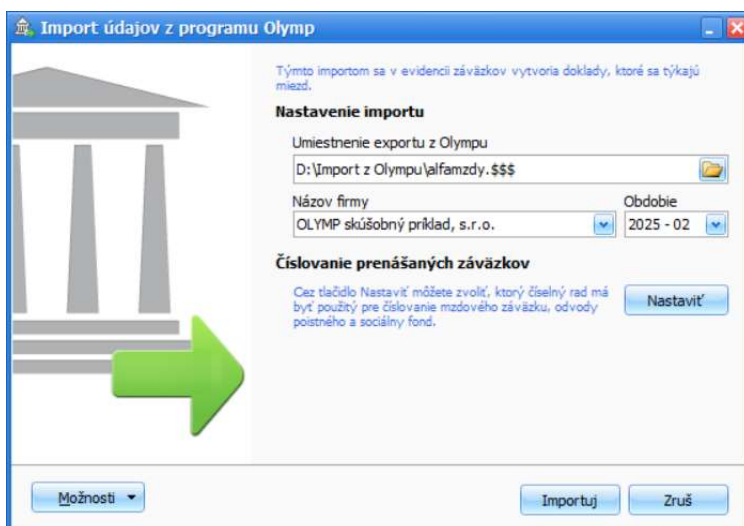 Import údajov z programu Olymp
Týmto importom sa v evidencii záväzkov vytvoria doklady, ktoré sa týkajú
miezd.
Nastavenie importu
Umiestnenie exportu z Olympu
D:\Import z Olympu\alfamzdy.$$$
Názov firmy
Obdobie
OLYMP skúšobný príklad, s.r.o.
2025 - 02
Číslovanie prenášaných záväzkov
Cez tlačidlo Nastaviť môžete zvoliť, ktorý číselný rad má
byť použitý pre číslovanie mzdového záväzku, odvody
poistného a sociálny fond.
Nastaviť
Možnosti
Importuj
Zruš